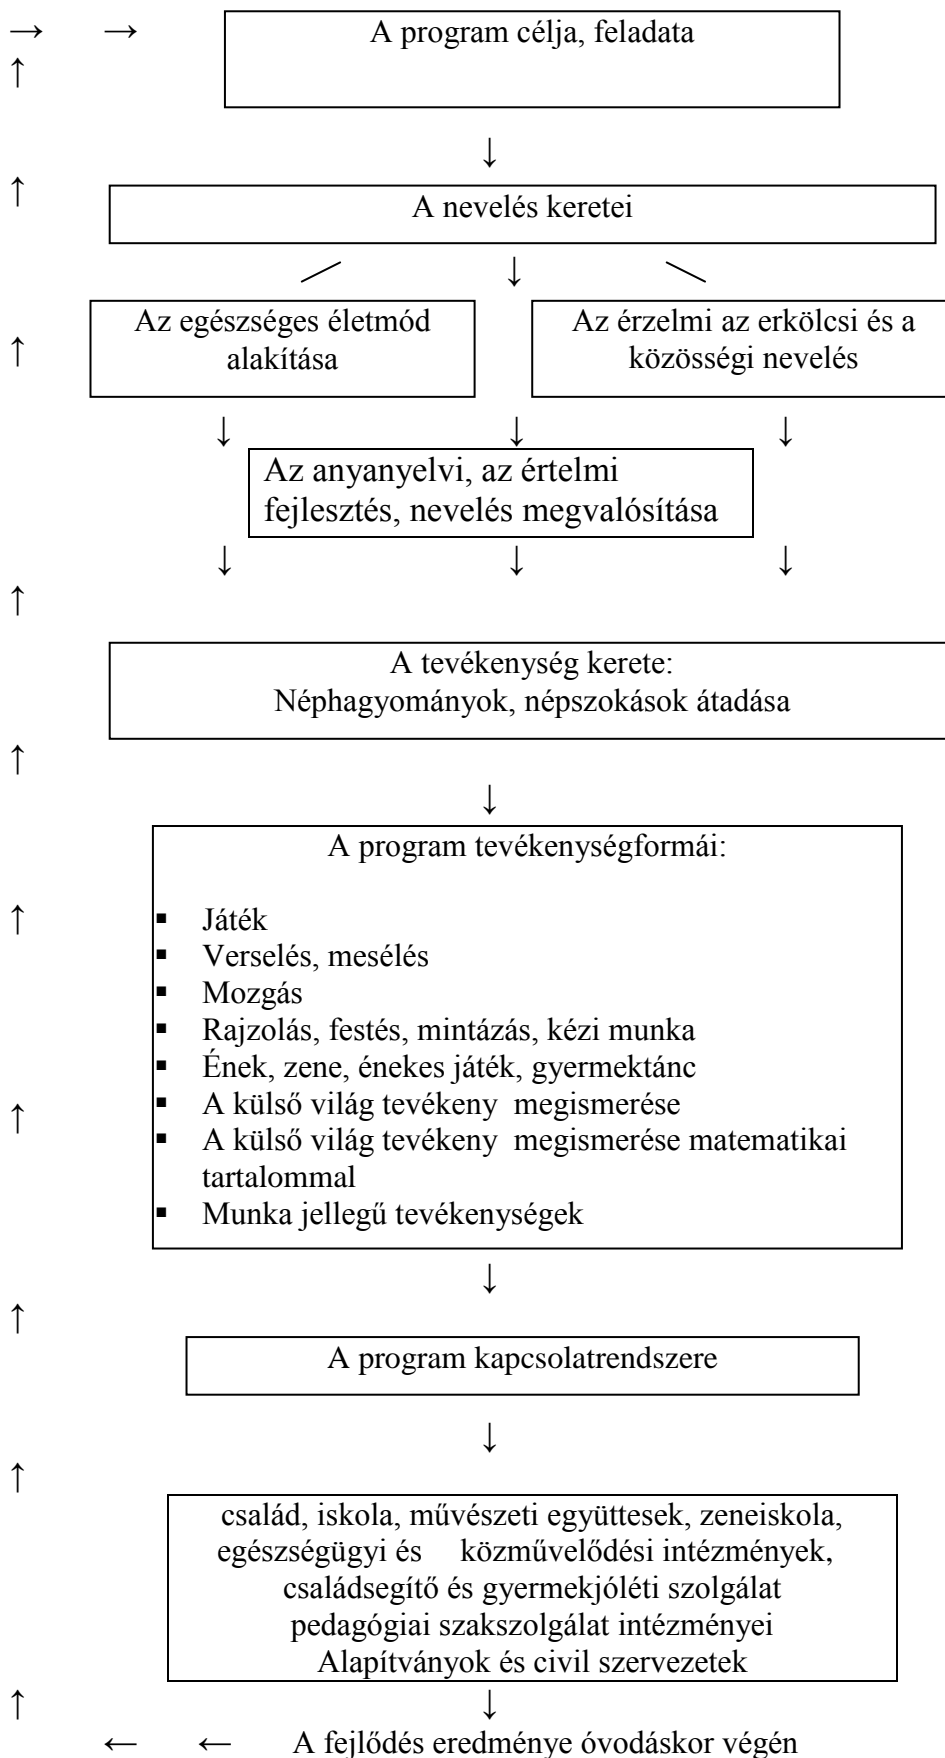 A program célja, feladata
A nevelés keretei
Az egészséges életmód
alakítása
Az érzelmi az erkölcsi és a
közösségi nevelés
Az anyanyelvi, az értelmi
fejlesztés, nevelés megvalósítása
A tevékenység kerete:
Néphagyományok, népszokások átadása
A program tevékenységformái:
▪ Játék
▪ Verselés, mesélés
▪ Mozgás
▪ Rajzolás, festés, mintázás, kézi munka
▪ Ének, zene, énekes játék, gyermektánc
▪ A külső világ tevékeny megismerése
▪ A külső világ tevékeny megismerése matematikai
tartalommal
▪ Munka jellegű tevékenységek
A program kapcsolatrendszere
család, iskola, művészeti együttesek, zeneiskola,
egészségügyi és közművelődési intézmények,
családsegítő és gyermekjóléti szolgálat
pedagógiai szakszolgálat intézményei
Alapítványok és civil szervezetek
A fejlődés eredménye óvodáskor végén